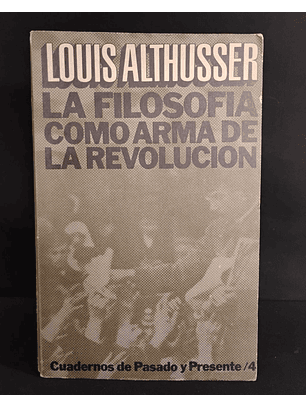 LOUIS ALTHUSSER
LA FILOSOFIA
COMO ARMA DE
LA REVOLUCION
Cuadernos de Pasado y Presente/4